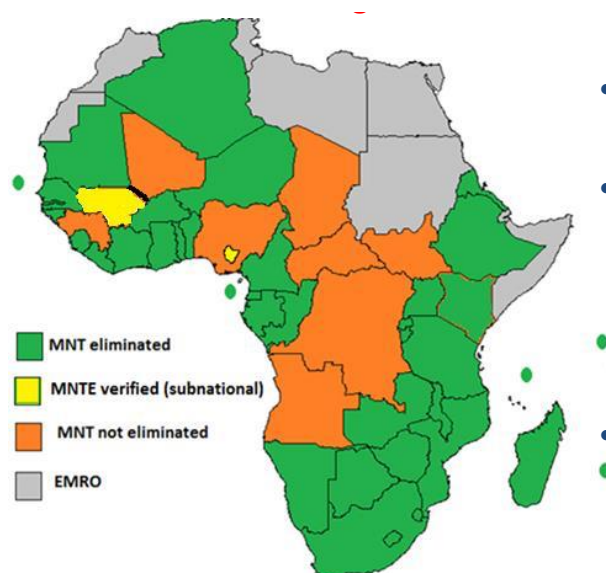 MNT eliminated
MNTE verified (subnational)
MNT not eliminated
EMRO